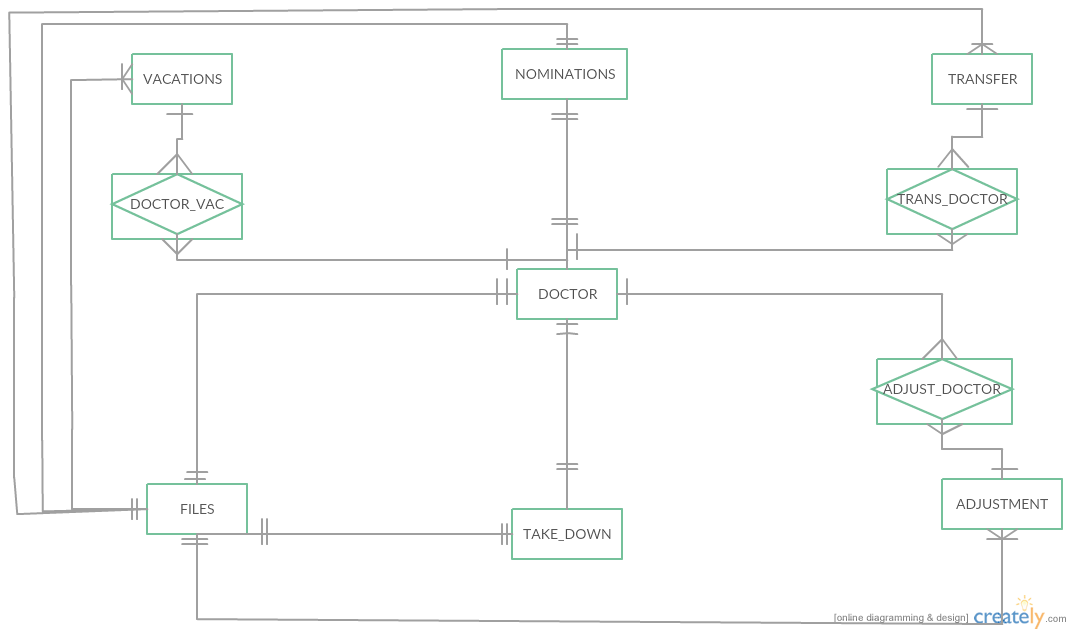 NOMINATIONS
VACATIONS
TRANSFER
DOCTOR_VAC
TRANS_DOCTOR
DOCTOR
ADJUST_DOCTOR
FILES
ADJUSTMENT
TAKE_DOWN
[online diagramming & design] creately.com